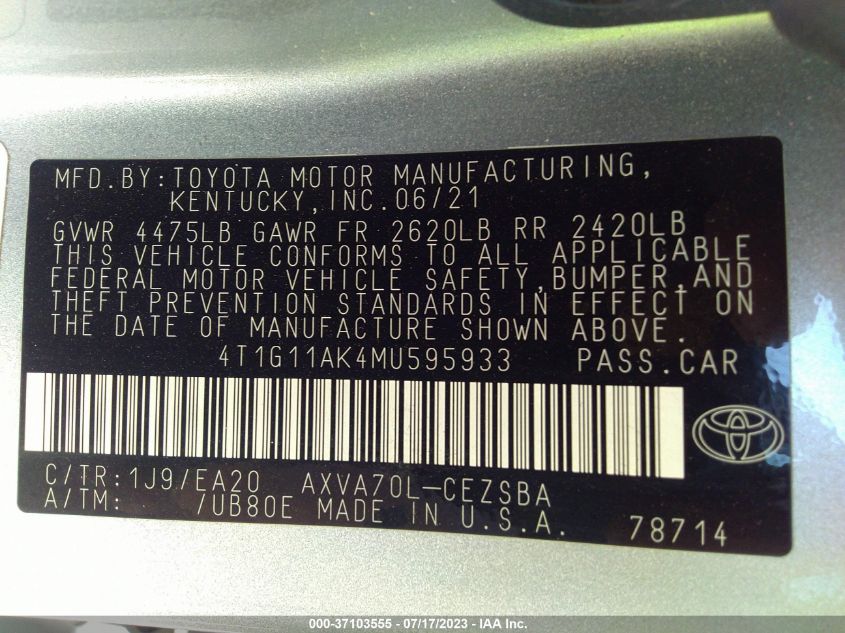 MFD.BY:TOYOTA MOTOR MANUFACTURING,
KENTUCKY,INC.06/21
GVWR 4475LB GAWR FR 2620LB RR 2420LB
THIS VEHICLE CONFORMS TO ALL APPLICABLE
FEDERAL MOTOR VEHICLE SAFETY,BUMPER,AND
THEFT PREVENTION STANDARDS IN EFFECT ON
THE DATE OF MANUFACTURE SHOWN ABOVE.
4T1G11AK4MU595933 PASS.CAR
C/TR:1J9/EA20 AXVA70L-CEZSBA
A/TM: /UB80E MADE IN U.S.A. 78714
000-37103555 - 07/17/2023 - IAA Inc.